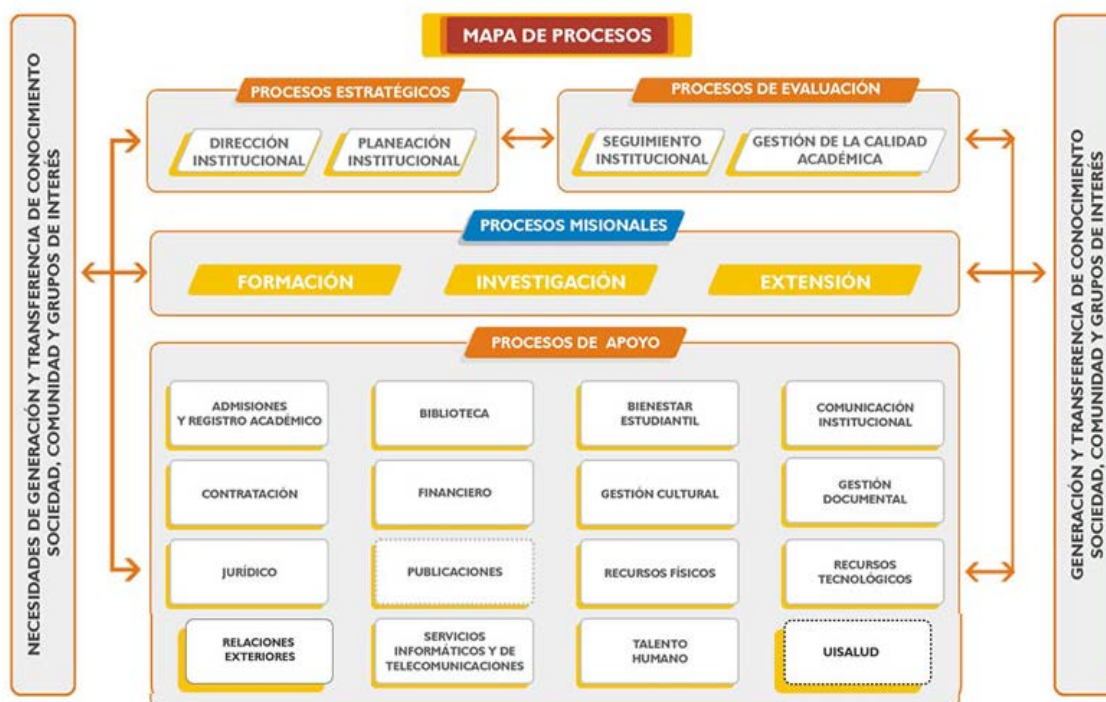 MAPA DE PROCESOS
NECESIDADES DE GENERACIÓN Y TRANSFERENCIA DE CONOCIMIENTO
SOCIEDAD, COMUNIDAD Y GRUPOS DE INTERÉS
PROCESOS ESTRATÉGICOS
DIRECCIÓN
INSTITUCIONAL
PLANEACIÓN
INSTITUCIONAL
PROCESOS DE EVALUACIÓN
SEGUIMIENTO
INSTITUCIONAL
GESTIÓN DE LA CALIDAD
ACADÉMICA
PROCESOS MISIONALES
FORMACIÓN
INVESTIGACIÓN
EXTENSIÓN
PROCESOS DE APOYO
ADMISIONES
Y REGISTRO ACADÉMICO
BIBLIOTECA
BIENESTAR
ESTUDIANTIL
COMUNICACIÓN
INSTITUCIONAL
CONTRATACIÓN
FINANCIERO
GESTIÓN CULTURAL
GESTIÓN
DOCUMENTAL
JURÍDICO
PUBLICACIONES
RECURSOS FÍSICOS
RECURSOS
TECNOLÓGICOS
RELACIONES
EXTERIORES
SERVICIOS
INFORMÁTICOS Y DE
TELECOMUNICACIONES
TALENTO
HUMANO
UISALUD
GENERACIÓN Y TRANSFERENCIA DE CONOCIMIENTO
SOCIEDAD, COMUNIDAD Y GRUPOS DE INTERÉS